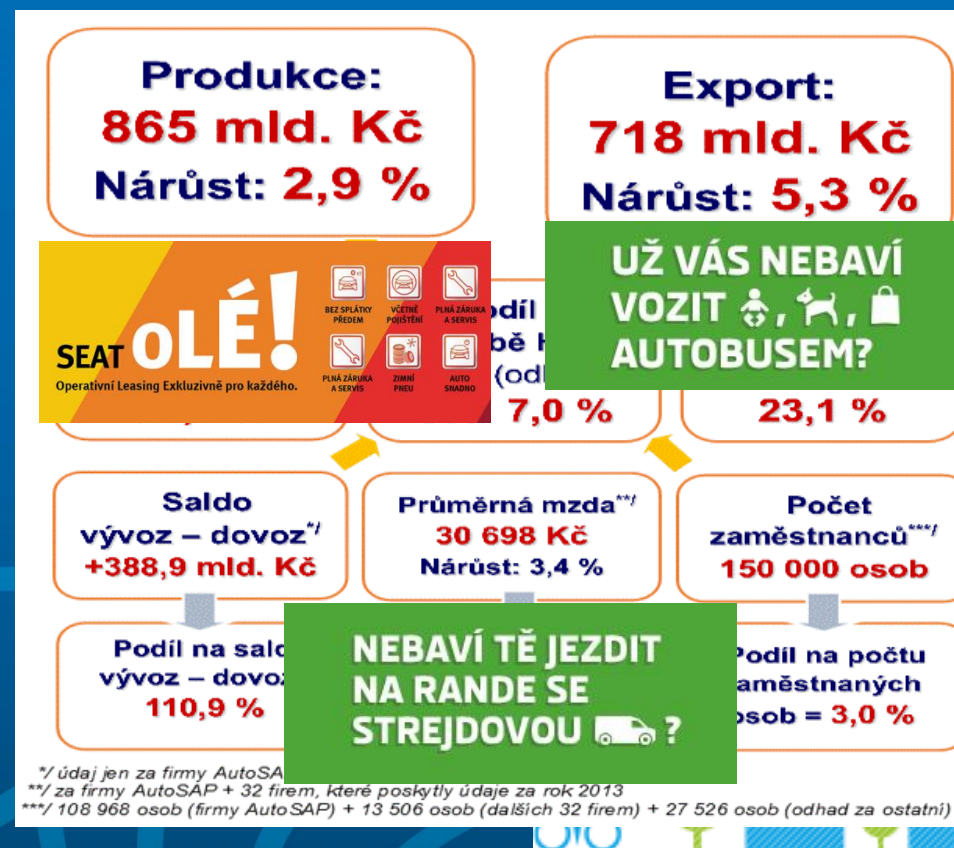 Produkce:
865 mld. Kč
Nárůst: 2,9 %
Export:
718 mld. Kč
Nárůst: 5,3 %
SEAT OLÉ!
Operativní Leasing Exkluzivně pro každého.
BEZ SPLÁTKY PŘEDEM
VČETNĚ POJIŠTĚNÍ
PLNÁ ZÁRUKA A SERVIS
PLNÁ ZÁRUKA A SERVIS
ZIMNÍ PNEU
AUTO SNADNO
UŽ VÁS NEBAVÍ
VOZIT , ,
AUTOBUSEM?
7,0 %
23,1 %
Saldo
vývoz – dovoz*/
+388,9 mld. Kč
Průměrná mzda**/
30 698 Kč
Nárůst: 3,4 %
Počet
zaměstnanců***/
150 000 osob
Podíl na sald
vývoz – dovoz
110,9 %
NEBAVÍ TĚ JEZDIT
NA RANDE SE
STREJDOVOU ?
Podíl na počtu
zaměstnaných
osob = 3,0 %
*/ údaj jen za firmy AutoSA
**/ za firmy AutoSAP + 32 firem, které poskytly údaje za rok 2013
***/ 108 968 osob (firmy AutoSAP) + 13 506 osob (dalších 32 firem) + 27 526 osob (odhad za ostatní)